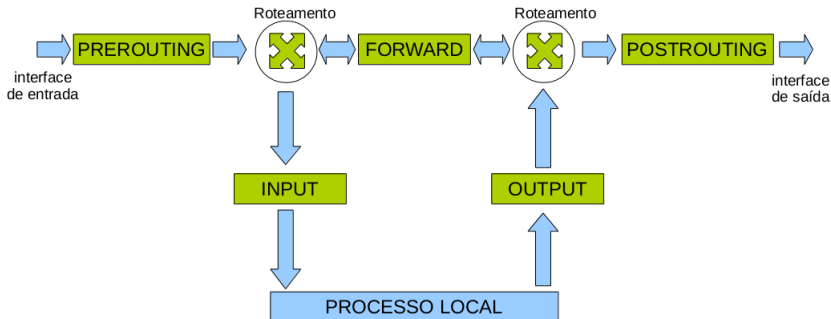 Roteamento
Roteamento
PREROUTING
FORWARD
POSTROUTING
interface
de entrada
interface
de saída
INPUT
OUTPUT
PROCESSO LOCAL